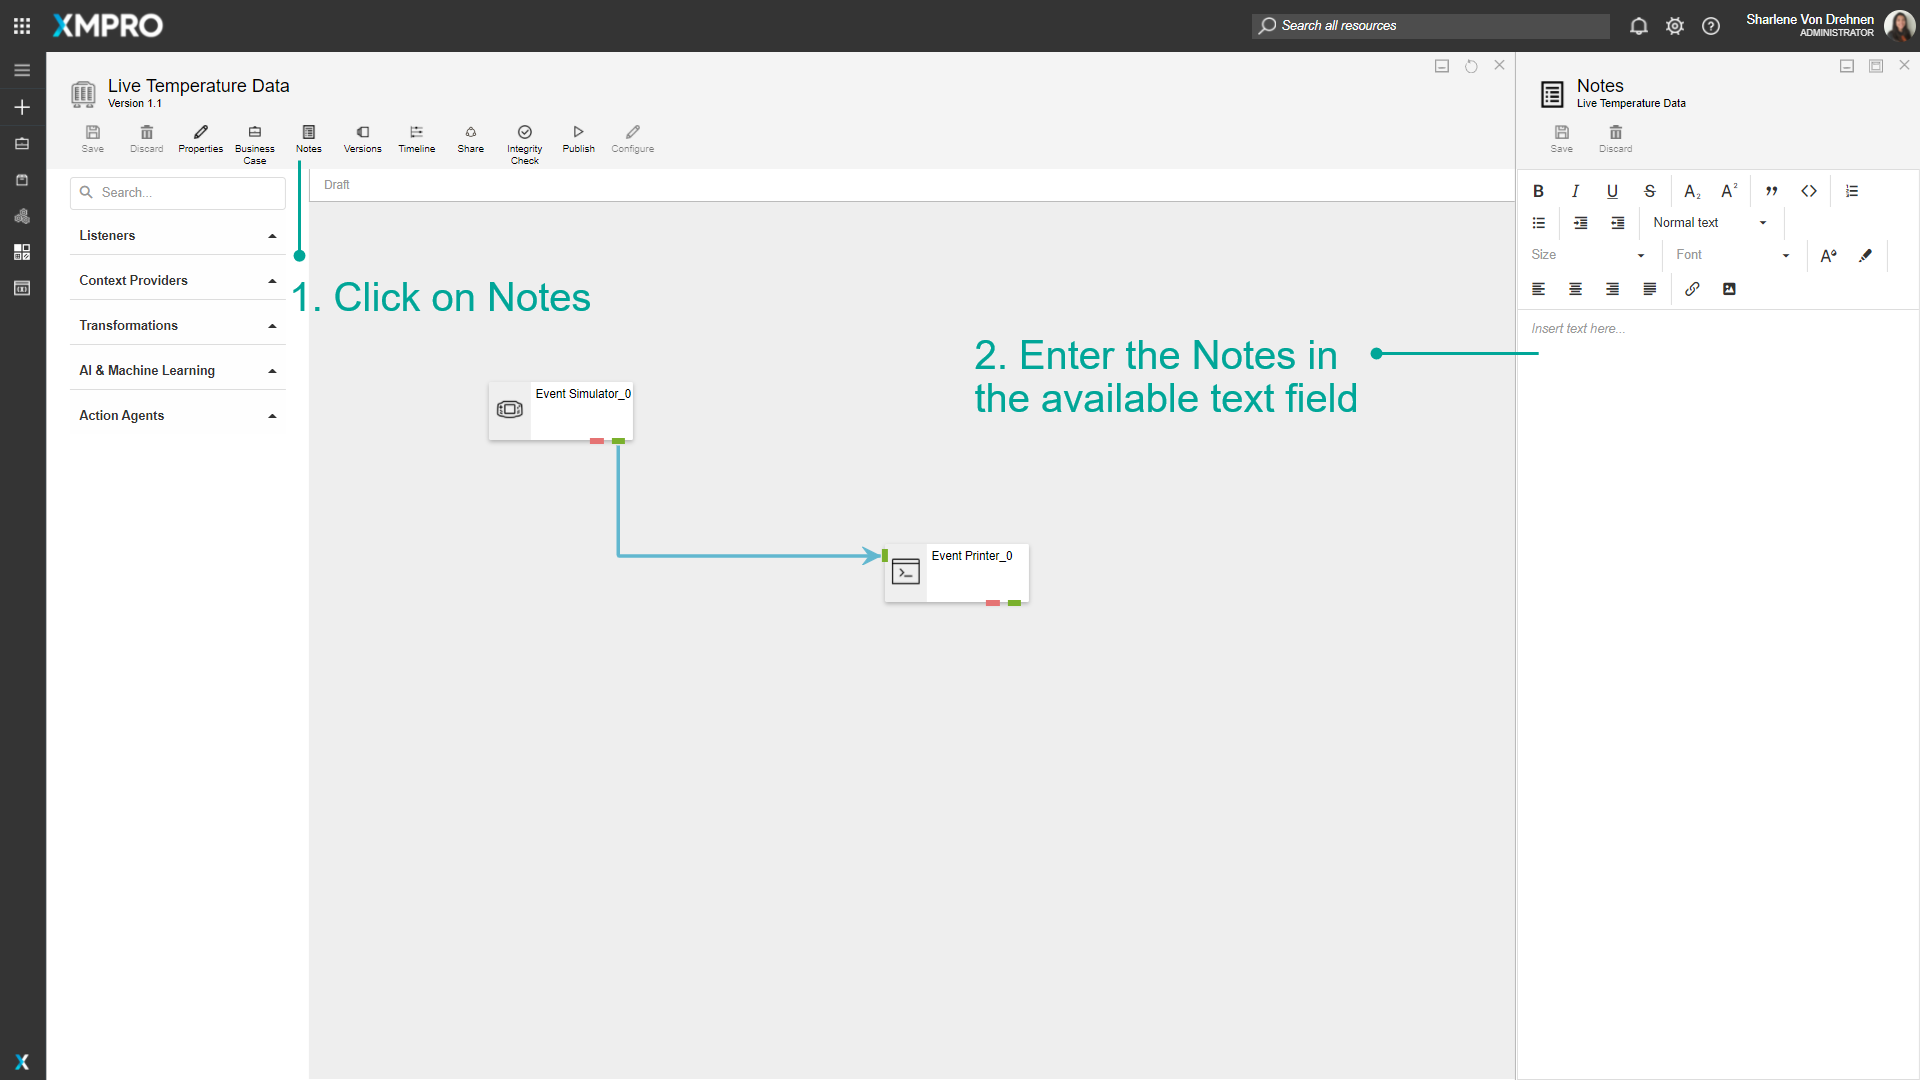 XMPRO
Search all resources
Sharlene Von Drehnen
ADMINISTRATOR
Live Temperature Data
Version 1.1
Save
Discard
Properties
Business
Case
Notes
Versions
Timeline
Share
Integrity
Check
Publish
Configure
Search...
Listeners
Context Providers
Transformations
AI & Machine Learning
Action Agents
Draft
1. Click on Notes
2. Enter the Notes in
the available text field
Event Simulator_0
Event Printer_0
Notes
Live Temperature Data
Save
Discard
B I U S A2 A2
Normal text
Size
Font
Insert text here...